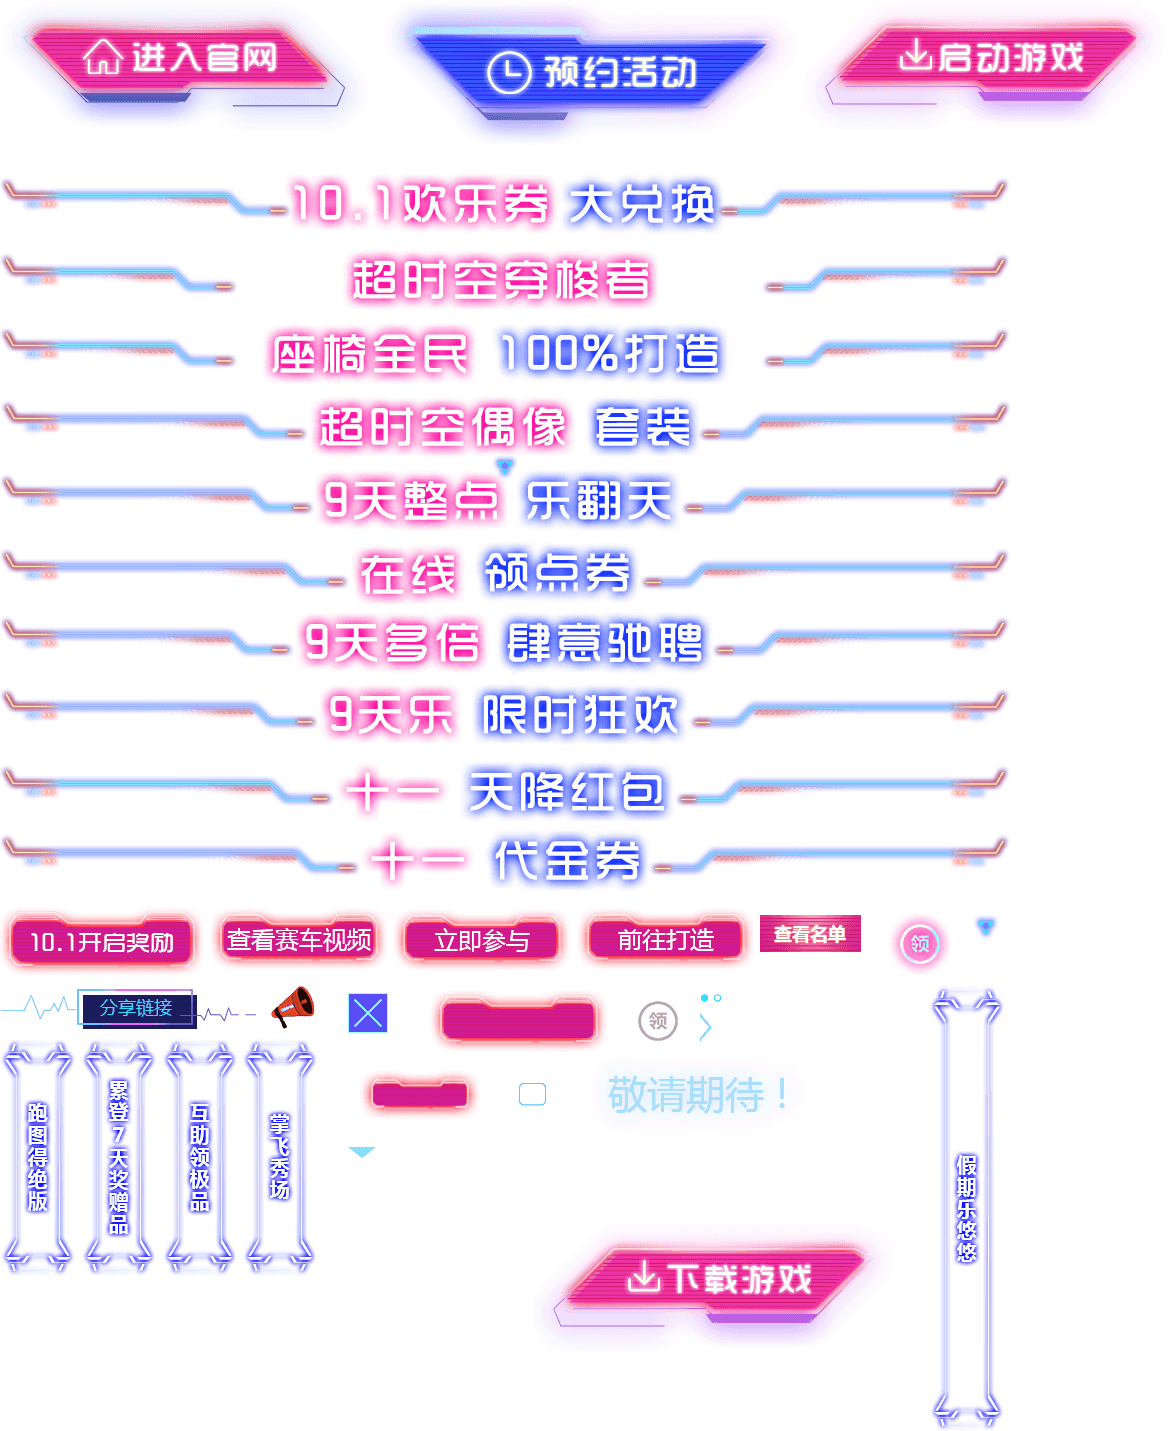 进入官网
预约活动
启动游戏
10.1欢乐券 大兑换
超时空穿梭者
座椅全民 100%打造
超时空偶像 套装
9天整点 乐翻天
在线 领点券
9天多倍 肆意驰聘
9天乐 限时狂欢
十一 天降红包
十一 代金券
10.1开启奖励
查看赛车视频
立即参与
前往打造
查看名单
领
分享链接
领
敬请期待！
跑图得绝版
累登7天奖赠品
互助领极品
掌飞秀场
假期乐悠悠
下载游戏